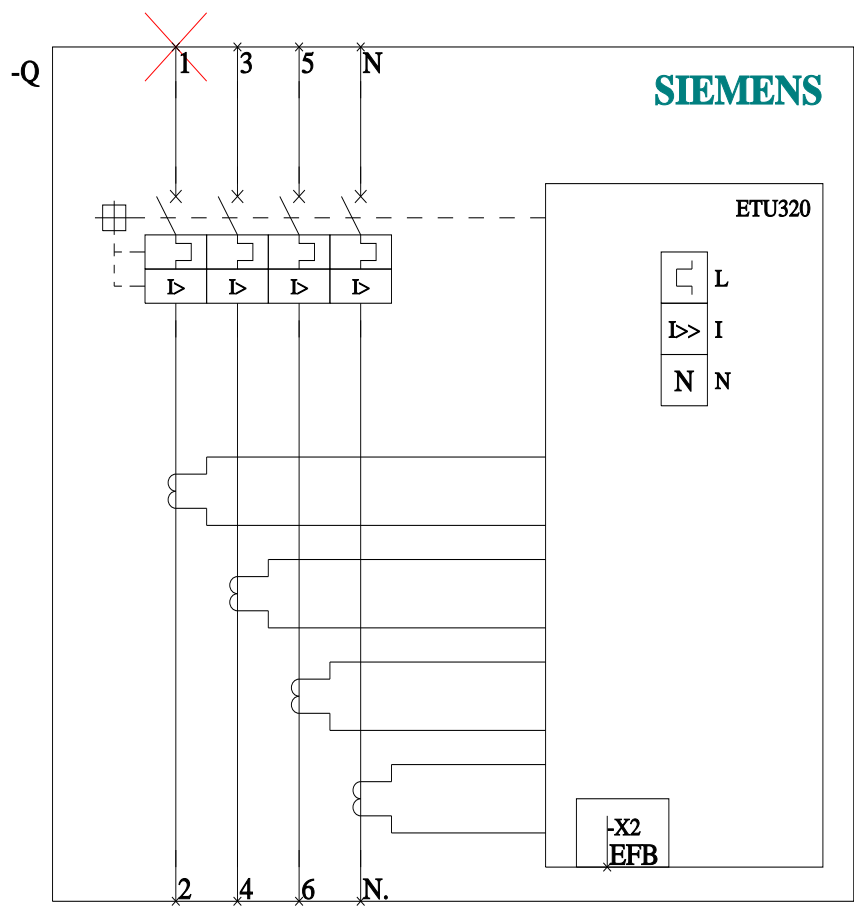 1 3 5 N
-Q
SIEMENS
ETU320
L
I> I> I> I>
I>> I
N N
-X2
EFB
2 4 6 N.